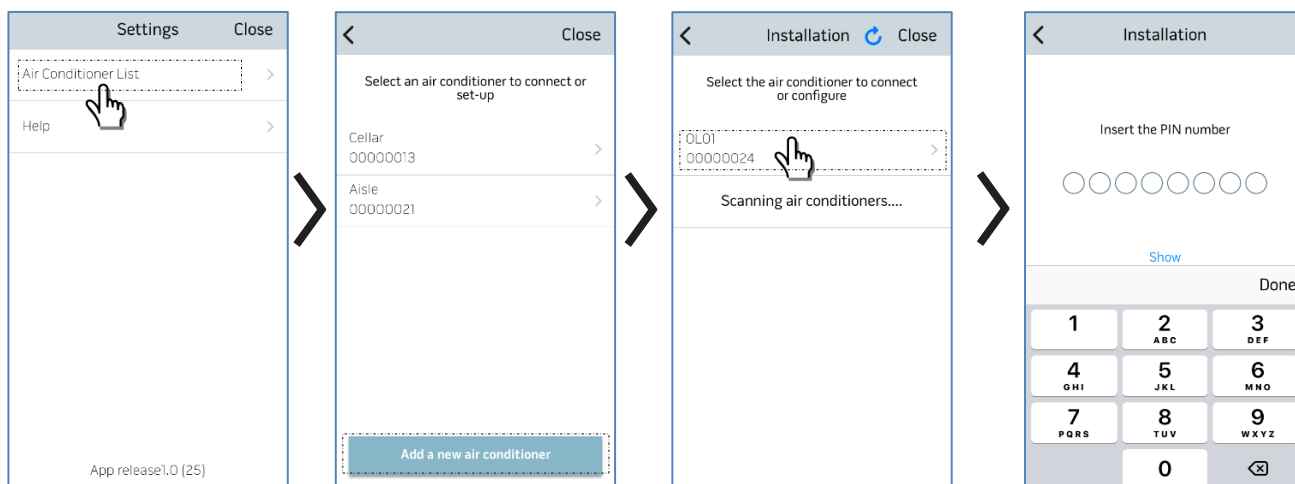 Settings
Close
Air Conditioner List
Help
App release1.0 (25)
Close
Select an air conditioner to connect or
set-up
Cellar
00000013
Aisle
00000021
Add a new air conditioner
Installation
Close
Select the air conditioner to connect
or configure
OL01
00000024
Scanning air conditioners....
Installation
Insert the PIN number
Show
Done
1
2
ABC
3
DEF
4
GHI
5
JKL
6
MNO
7
PQRS
8
TUV
9
WXYZ
0